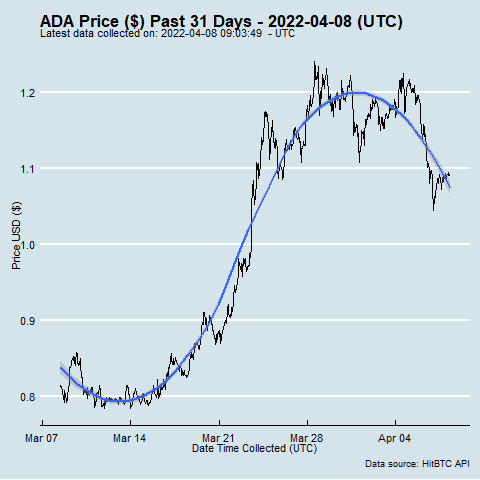 ADA Price ($) Past 31 Days - 2022-04-08 (UTC)
Latest data collected on: 2022-04-08 09:03:49 - UTC
1.2
1.1
1.0
0.9
0.8
Price USD ($)
Mar 07
Mar 14
Mar 21
Mar 28
Apr 04
Date Time Collected (UTC)
Data source: HitBTC API